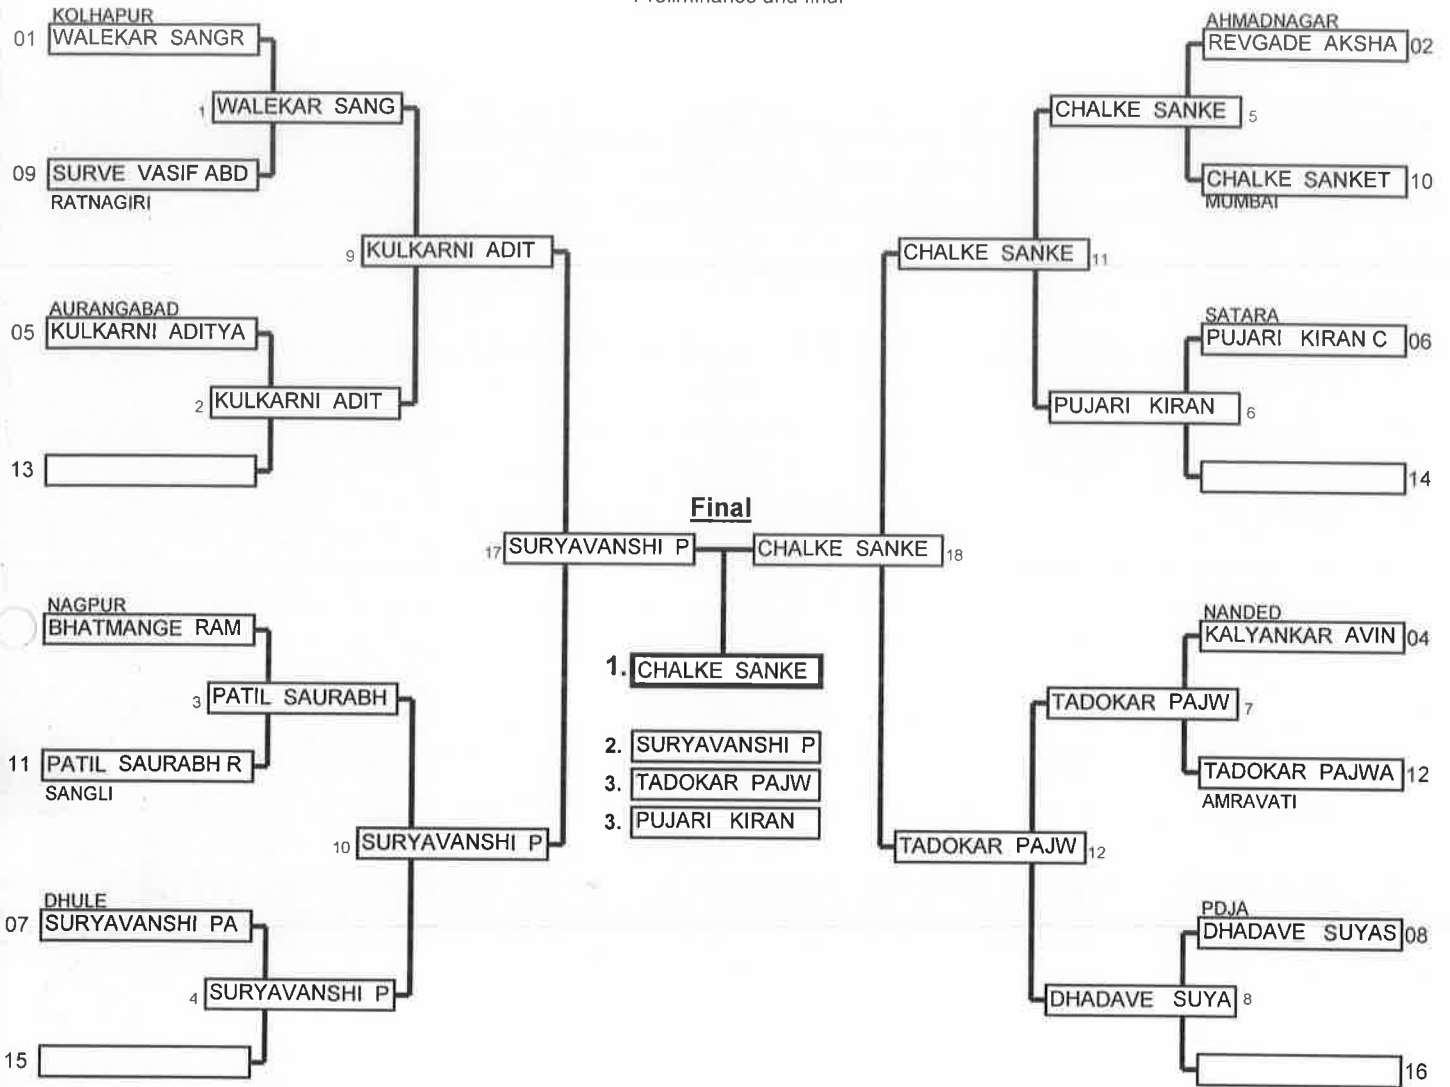 Preliminaries and final
KOLHAPUR
01 WALEKAR SANGR
1 WALEKAR SANG
09 SURVE VASIF ABD
RATNAGIRI
9 KULKARNI ADIT
AURANGABAD
05 KULKARNI ADITYA
2 KULKARNI ADIT
13
17 SURYAVANSHI P
NAGPUR
BHATMANGE RAM
3 PATIL SAURABH
11 PATIL SAURABH R
SANGLI
10 SURYAVANSHI P
DHULE
07 SURYAVANSHI PA
4 SURYAVANSHI P
15
Final
1. CHALKE SANKE
2. SURYAVANSHI P
3. TADOKAR PAJW
3. PUJARI KIRAN
AHMADNAGAR
REVGADE AKSHA 02
CHALKE SANKE 5
CHALKE SANKET 10
MUMBAI
CHALKE SANKE 11
SATARA
PUJARI KIRAN C 06
PUJARI KIRAN 6
14
CHALKE SANKE 18
NANDED
KALYANKAR AVIN 04
TADOKAR PAJW 7
TADOKAR PAJWA 12
AMRAVATI
TADOKAR PAJW 12
PDJA
DHADAVE SUYAS 08
DHADAVE SUYA 8
16